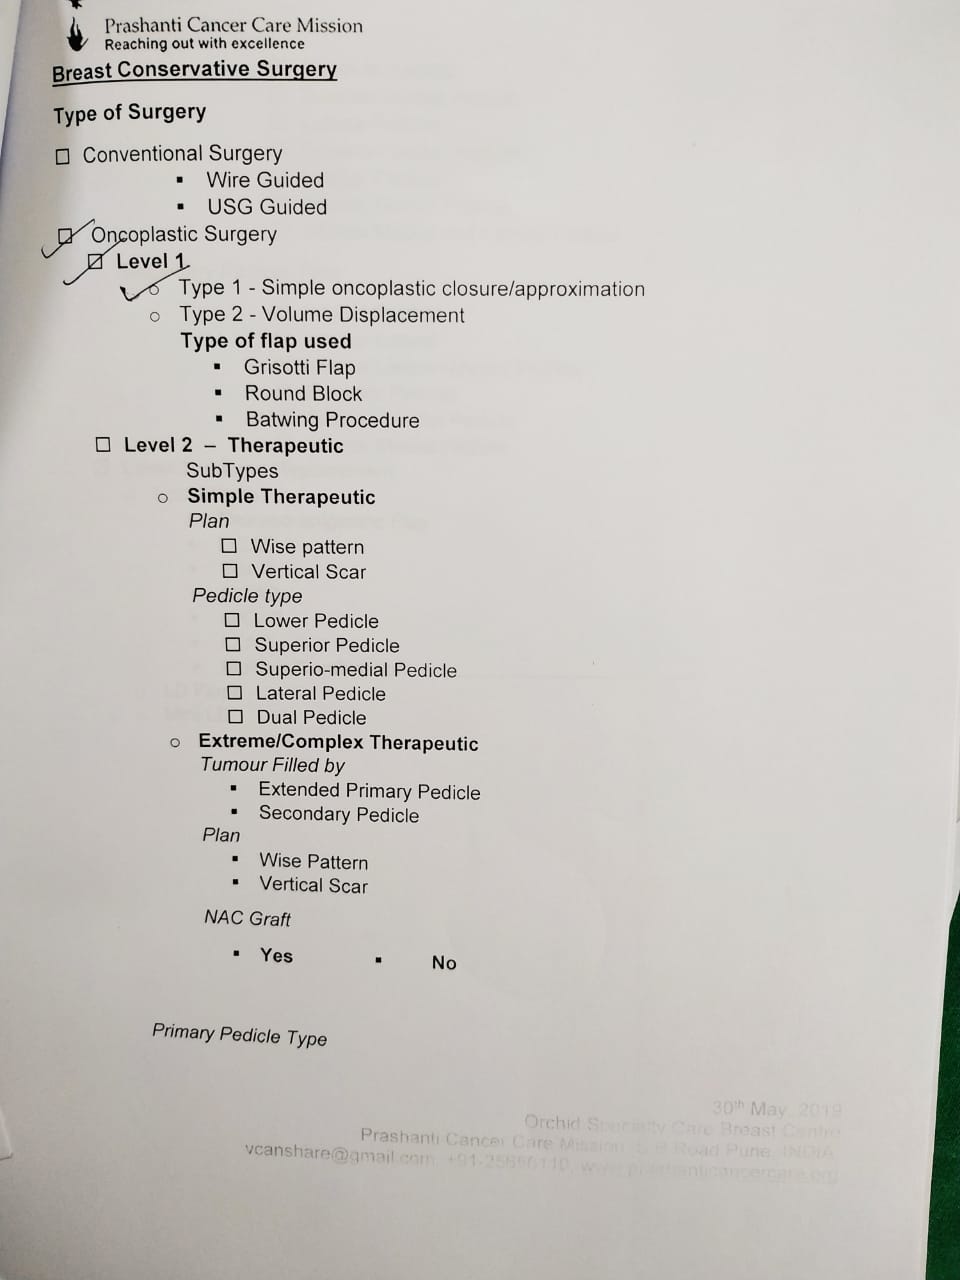 Prashanti Cancer Care Mission
Reaching out with excellence
Breast Conservative Surgery
Type of Surgery
☐ Conventional Surgery
▪ Wire Guided
▪ USG Guided
☑ Oncoplastic Surgery
☑ Level 1
✓ Type 1 - Simple oncoplastic closure/approximation
○ Type 2 - Volume Displacement
Type of flap used
▪ Grisotti Flap
▪ Round Block
▪ Batwing Procedure
☐ Level 2 – Therapeutic
SubTypes
○ Simple Therapeutic
Plan
☐ Wise pattern
☐ Vertical Scar
Pedicle type
☐ Lower Pedicle
☐ Superior Pedicle
☐ Superio-medial Pedicle
☐ Lateral Pedicle
☐ Dual Pedicle
○ Extreme/Complex Therapeutic
Tumour Filled by
▪ Extended Primary Pedicle
▪ Secondary Pedicle
Plan
▪ Wise Pattern
▪ Vertical Scar
NAC Graft
▪ Yes ▪ No
Primary Pedicle Type
30th May, 2019
Orchid Specialty Care Breast Centre
Prashanti Cancer Care Mission, Road Pune, INDIA
vcanshare@gmail.com, www.prashanticancercare.org